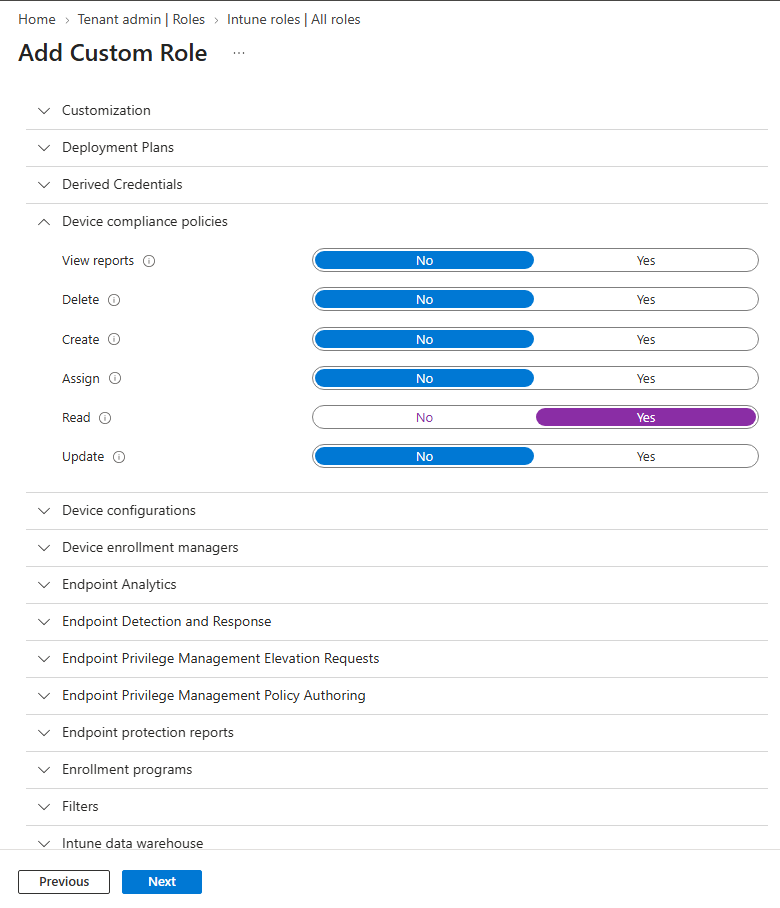 Home > Tenant admin | Roles > Intune roles | All roles
Add Custom Role ...
Customization
Deployment Plans
Derived Credentials
Device compliance policies
View reports No Yes
Delete No Yes
Create No Yes
Assign No Yes
Read No Yes
Update No Yes
Device configurations
Device enrollment managers
Endpoint Analytics
Endpoint Detection and Response
Endpoint Privilege Management Elevation Requests
Endpoint Privilege Management Policy Authoring
Endpoint protection reports
Enrollment programs
Filters
Intune data warehouse
Previous Next